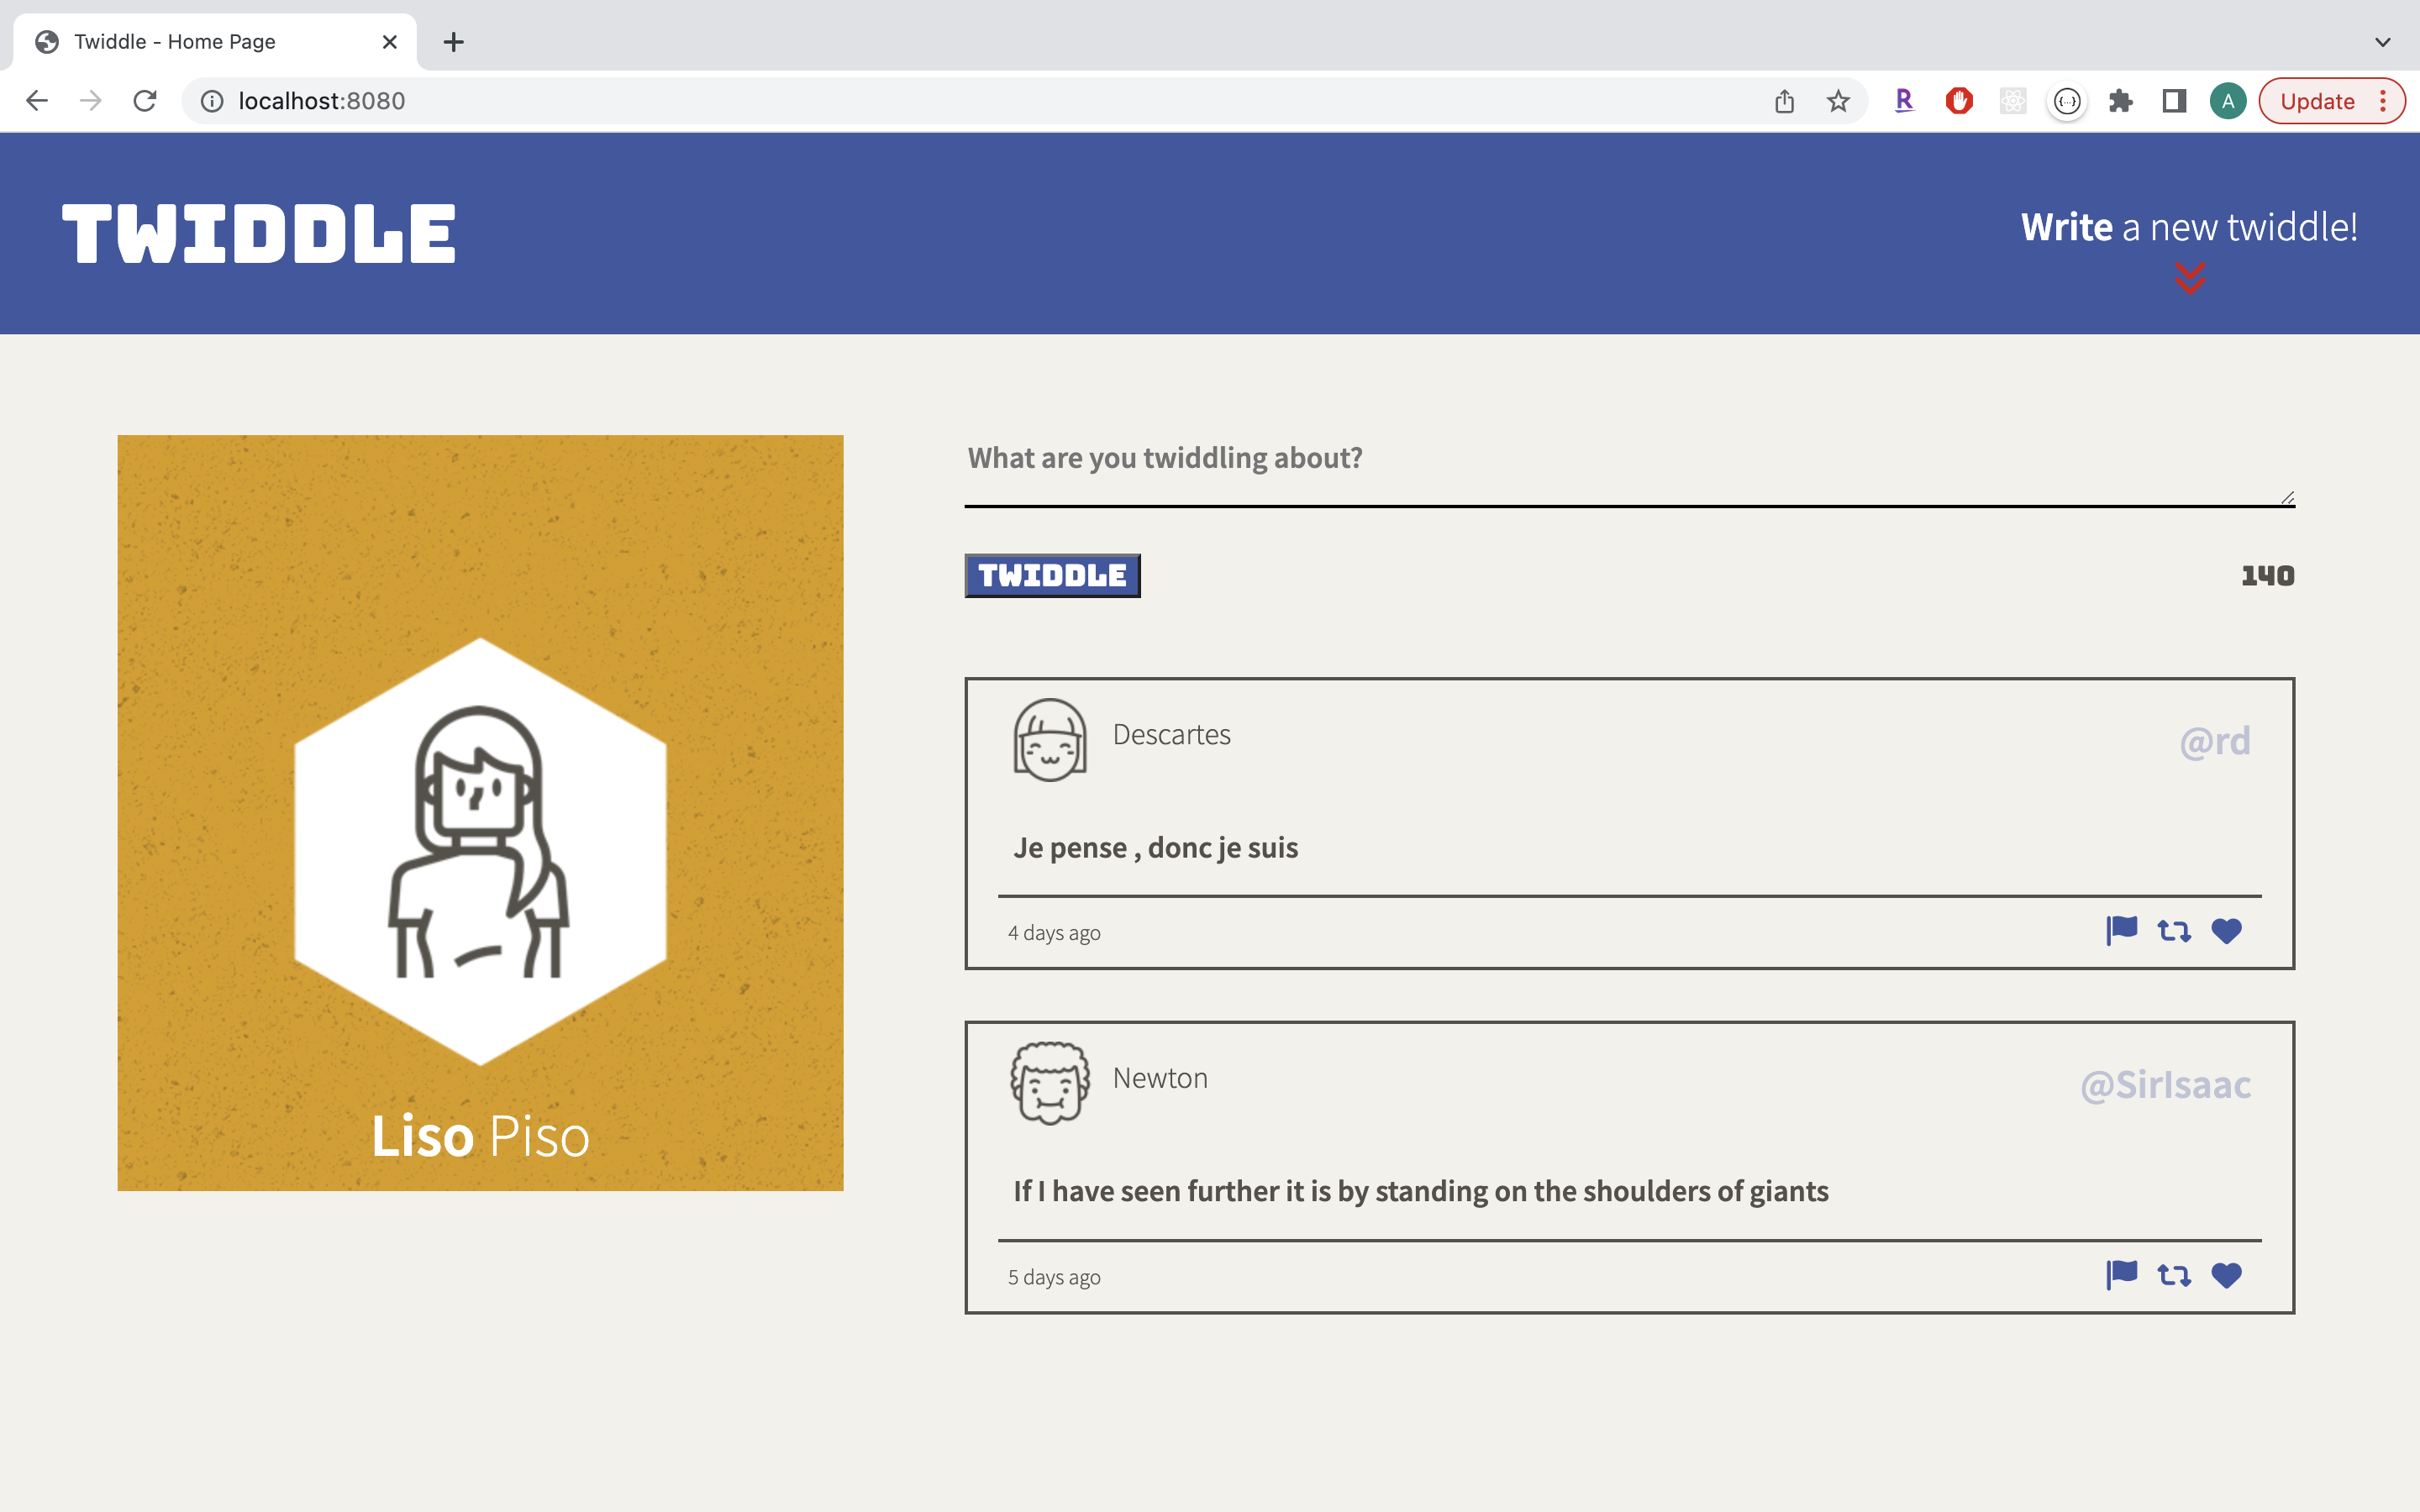 Twiddle - Home Page
localhost:8080
R
A
Update
TWIDDLE
Write a new twiddle!
What are you twiddling about?
TWIDDLE
140
Descartes
@rd
Je pense , donc je suis
4 days ago
Newton
@SirIsaac
If I have seen further it is by standing on the shoulders of giants
5 days ago
Liso Piso